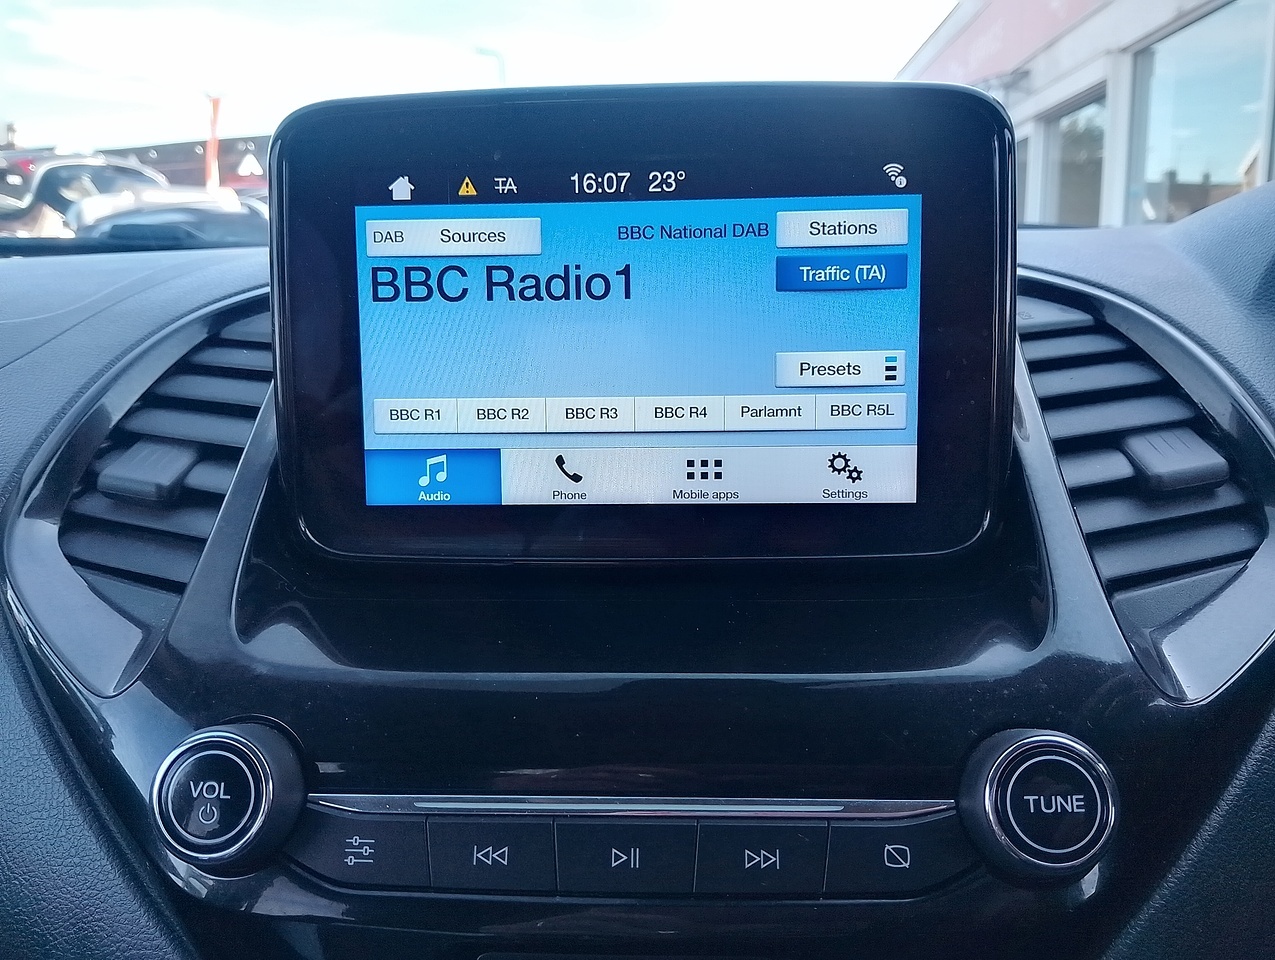 TA 16:07 23°
DAB Sources
BBC National DAB
Stations
BBC Radio1
Traffic (TA)
Presets
BBC R1 BBC R2 BBC R3 BBC R4 Parlamnt BBC R5L
Audio Phone Mobile apps Settings
VOL
TUNE